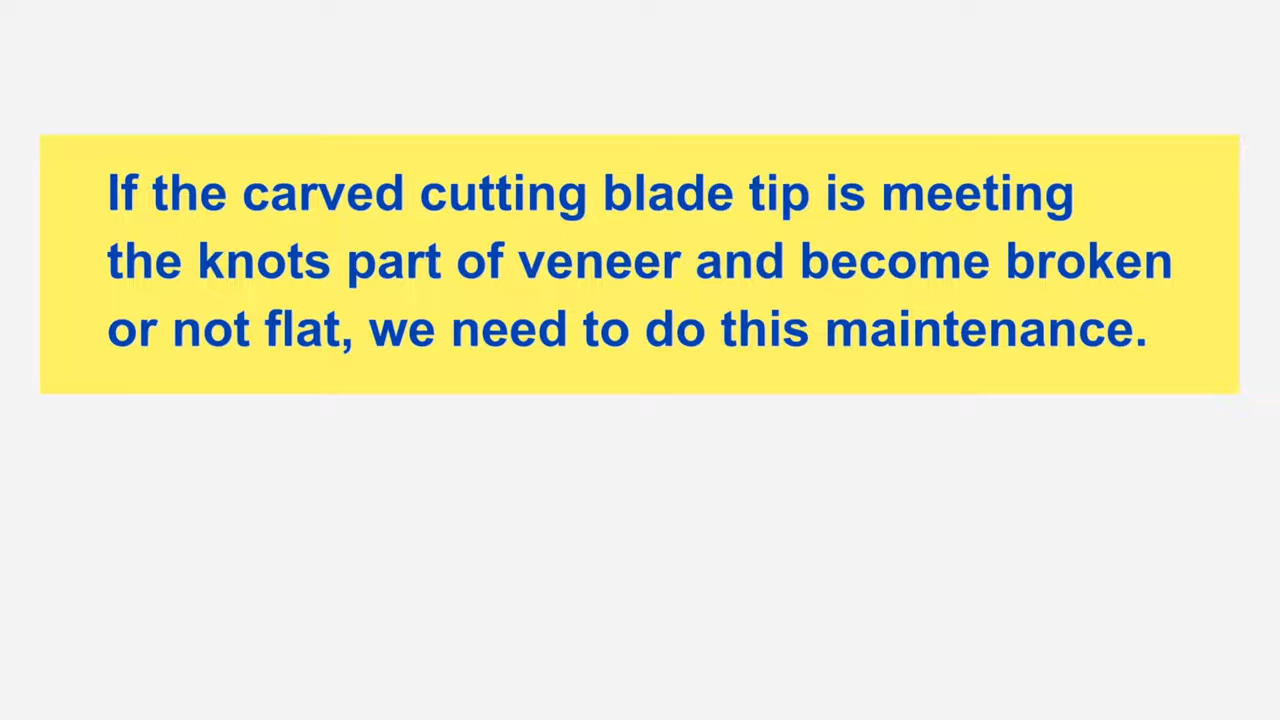 If the carved cutting blade tip is meeting
the knots part of veneer and become broken
or not flat, we need to do this maintenance.